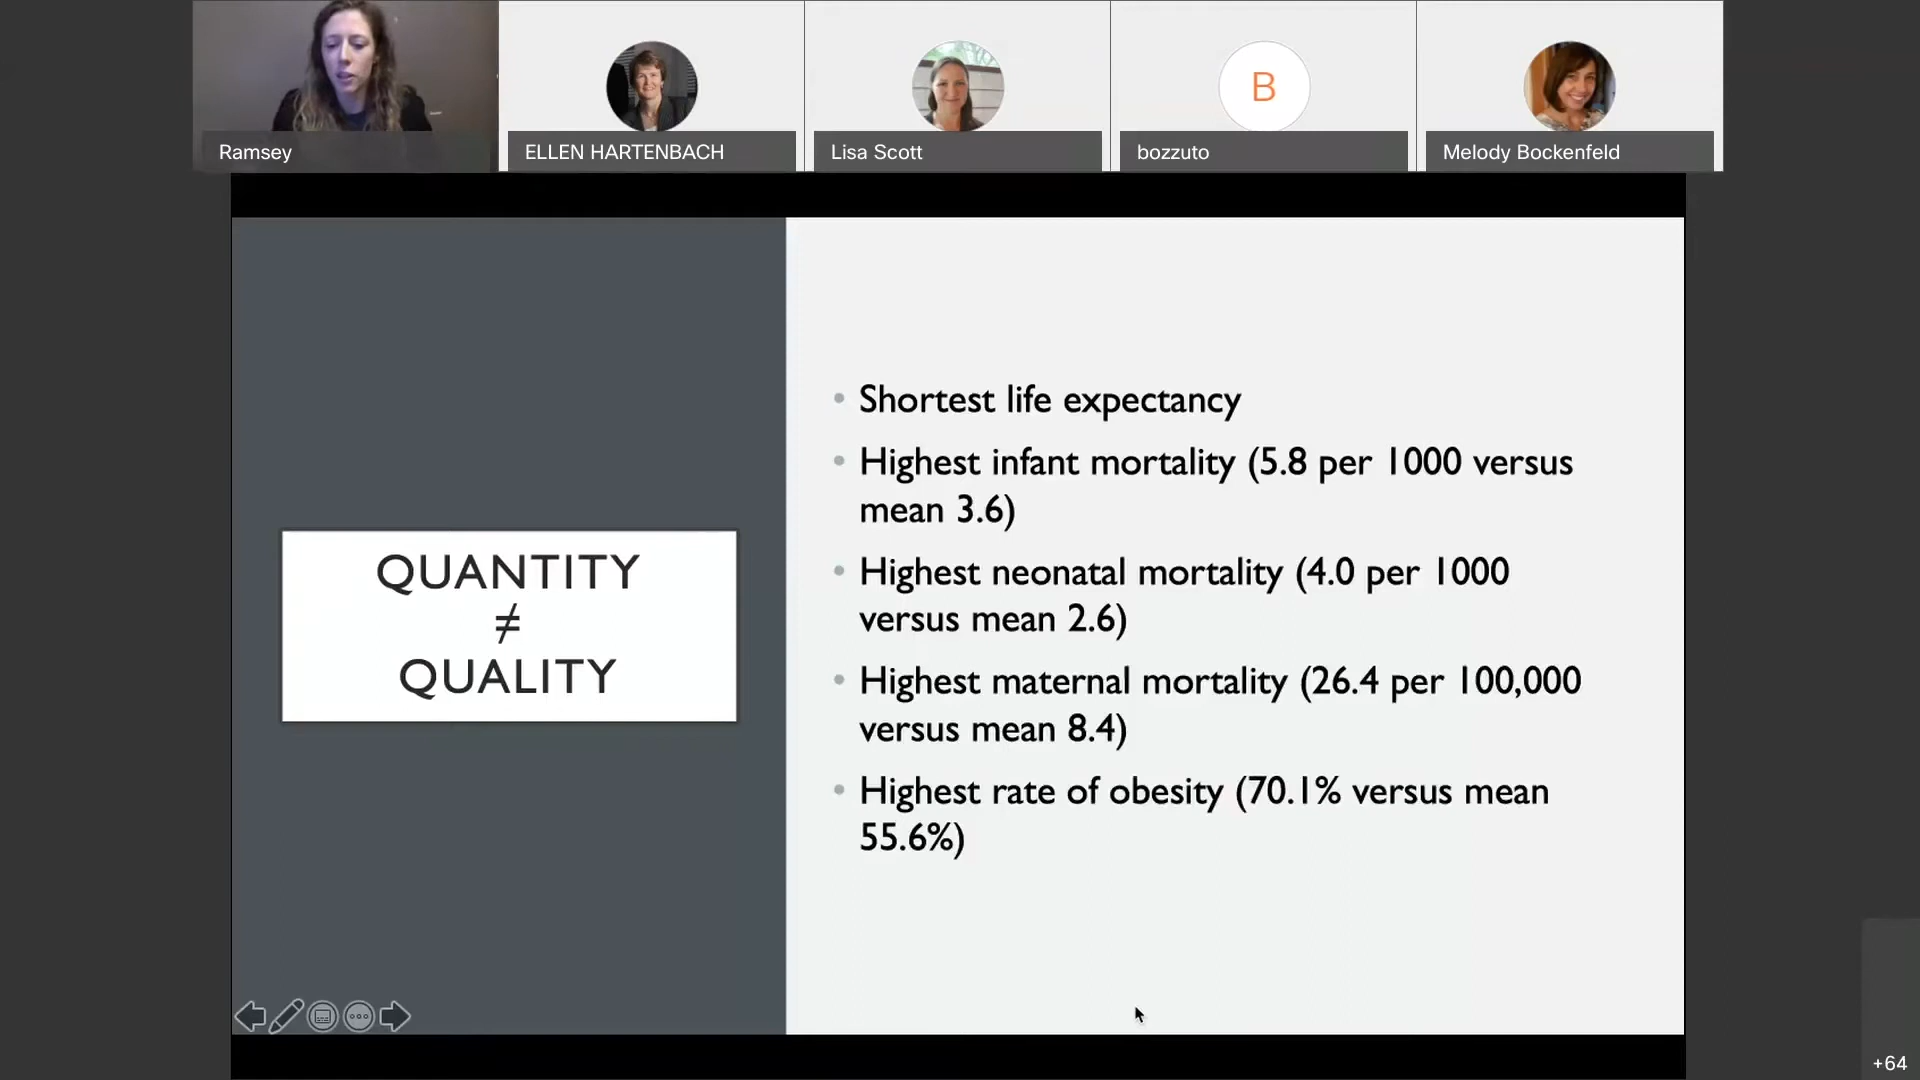 Ramsey
ELLEN HARTENBACH
Lisa Scott
B
bozzuto
Melody Bockenfeld
QUANTITY
≠
QUALITY
• Shortest life expectancy
• Highest infant mortality (5.8 per 1000 versus
mean 3.6)
• Highest neonatal mortality (4.0 per 1000
versus mean 2.6)
• Highest maternal mortality (26.4 per 100,000
versus mean 8.4)
• Highest rate of obesity (70.1% versus mean
55.6%)
+64